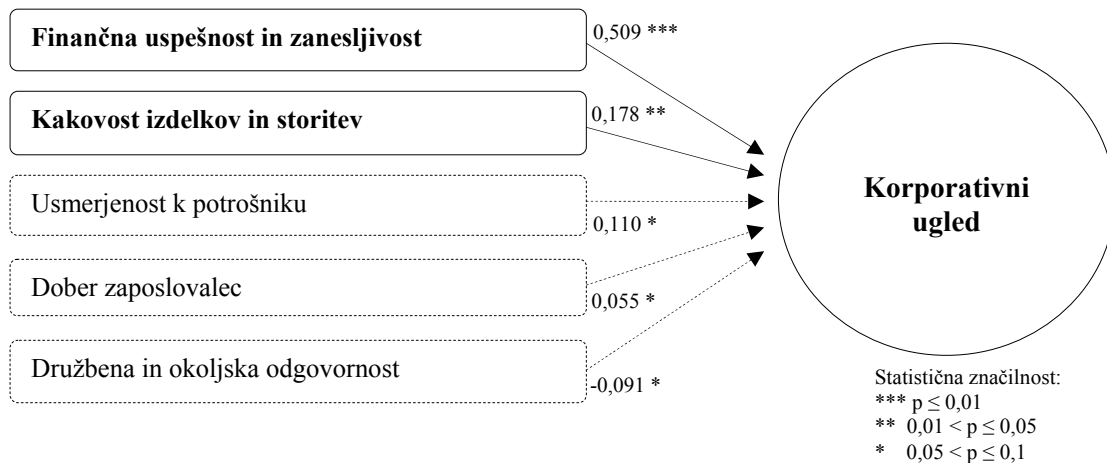 Finančna uspešnost in zanesljivost
0,509 ***
Kakovost izdelkov in storitev
0,178 **
Usmerjenost k potrošniku
0,110 *
Dober zaposlovalec
0,055 *
Družbena in okoljska odgovornost
-0,091 *
Korporativni
ugled
Statistična značilnost:
*** p ≤ 0,01
** 0,01 < p ≤ 0,05
* 0,05 < p ≤ 0,1